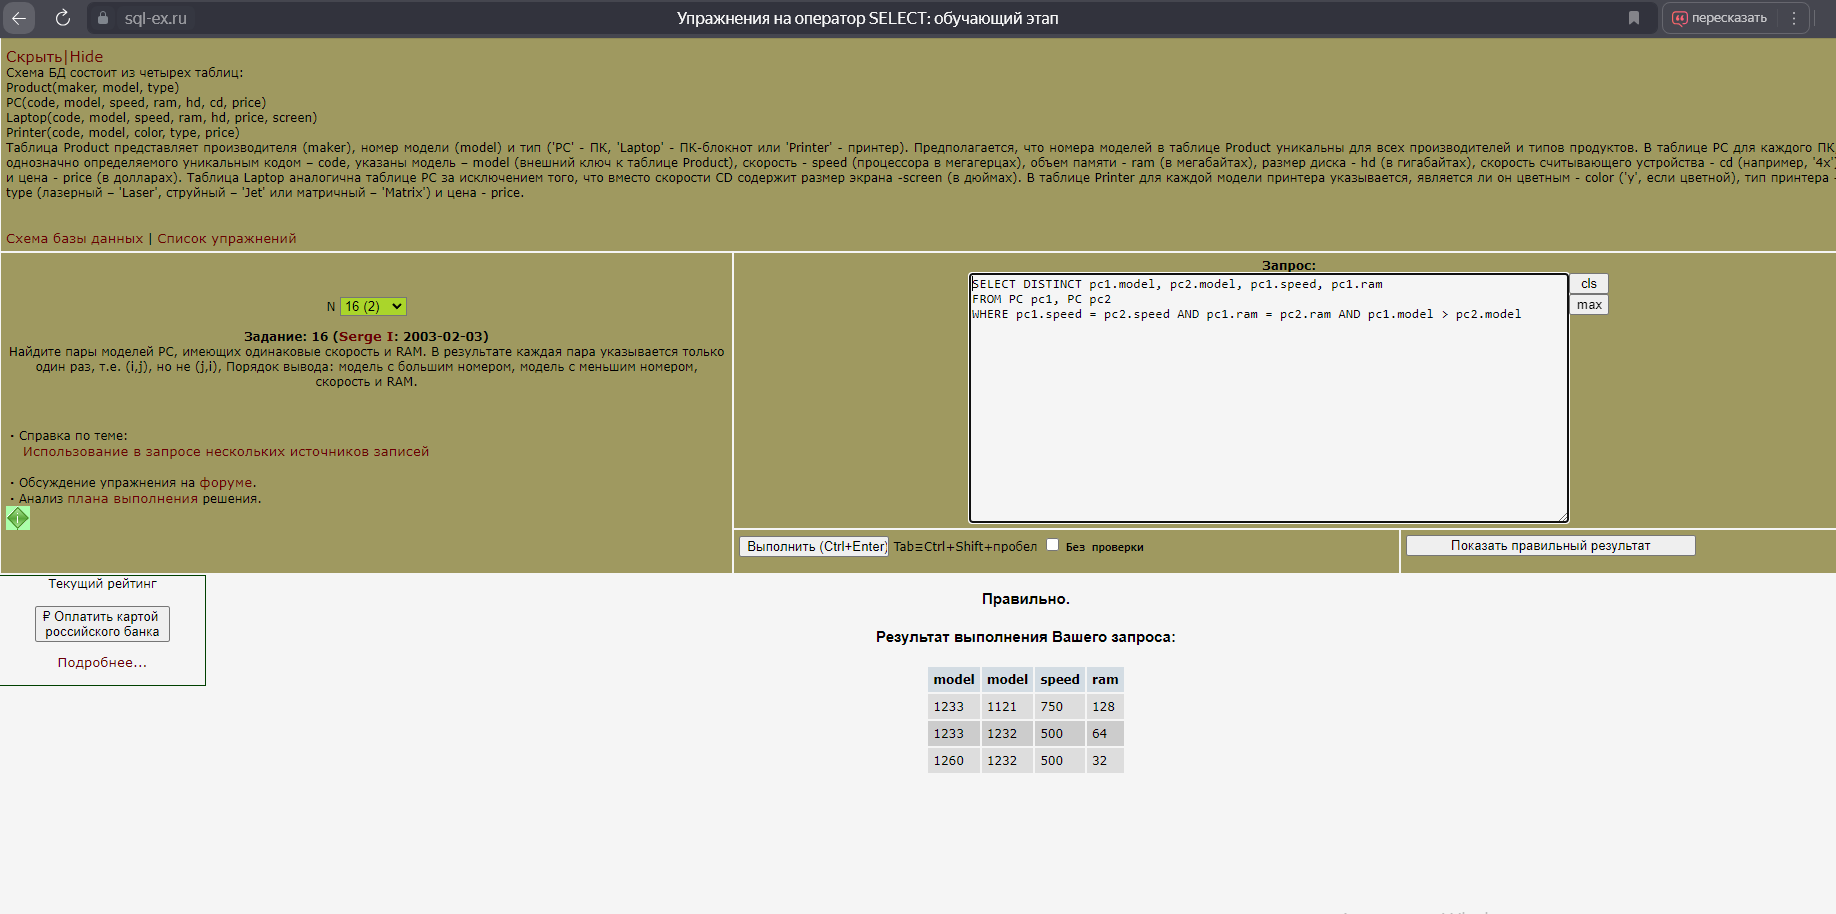 sql-ex.ru
Упражнения на оператор SELECT: обучающий этап
пересказать
Скрыть|Hide
Схема БД состоит из четырех таблиц:
Product(maker, model, type)
PC(code, model, speed, ram, hd, cd, price)
Laptop(code, model, speed, ram, hd, price, screen)
Printer(code, model, color, type, price)
Таблица Product представляет производителя (maker), номер модели (model) и тип ('PC' - ПК, 'Laptop' - ПК-блокнот или 'Printer' - принтер). Предполагается, что номера моделей в таблице Product уникальны для всех производителей и типов продуктов. В таблице PC для каждого ПК,
однозначно определяемого уникальным кодом – code, указаны модель – model (внешний ключ к таблице Product), скорость - speed (процессора в мегагерцах), объем памяти - ram (в мегабайтах), размер диска - hd (в гигабайтах), скорость считывающего устройства - cd (например, '4x')
и цена - price (в долларах). Таблица Laptop аналогична таблице PC за исключением того, что вместо скорости CD содержит размер экрана -screen (в дюймах). В таблице Printer для каждой модели принтера указывается, является ли он цветным - color ('y', если цветной), тип принтера -
type (лазерный – 'Laser', струйный – 'Jet' или матричный – 'Matrix') и цена - price.
Схема базы данных | Список упражнений
N 16 (2)
Задание: 16 (Serge I: 2003-02-03)
Найдите пары моделей PC, имеющих одинаковые скорость и RAM. В результате каждая пара указывается только
один раз, т.е. (i,j), но не (j,i), Порядок вывода: модель с большим номером, модель с меньшим номером,
скорость и RAM.
· Справка по теме:
Использование в запросе нескольких источников записей
· Обсуждение упражнения на форуме.
· Анализ плана выполнения решения.
Запрос:
SELECT DISTINCT pc1.model, pc2.model, pc1.speed, pc1.ram
FROM PC pc1, PC pc2
WHERE pc1.speed = pc2.speed AND pc1.ram = pc2.ram AND pc1.model > pc2.model
cls
max
Выполнить (Ctrl+Enter) Tab≡Ctrl+Shift+пробел Без проверки
Показать правильный результат
Текущий рейтинг
₽ Оплатить картой
российского банка
Подробнее...
Правильно.
Результат выполнения Вашего запроса:
model model speed ram
1233 1121 750 128
1233 1232 500 64
1260 1232 500 32